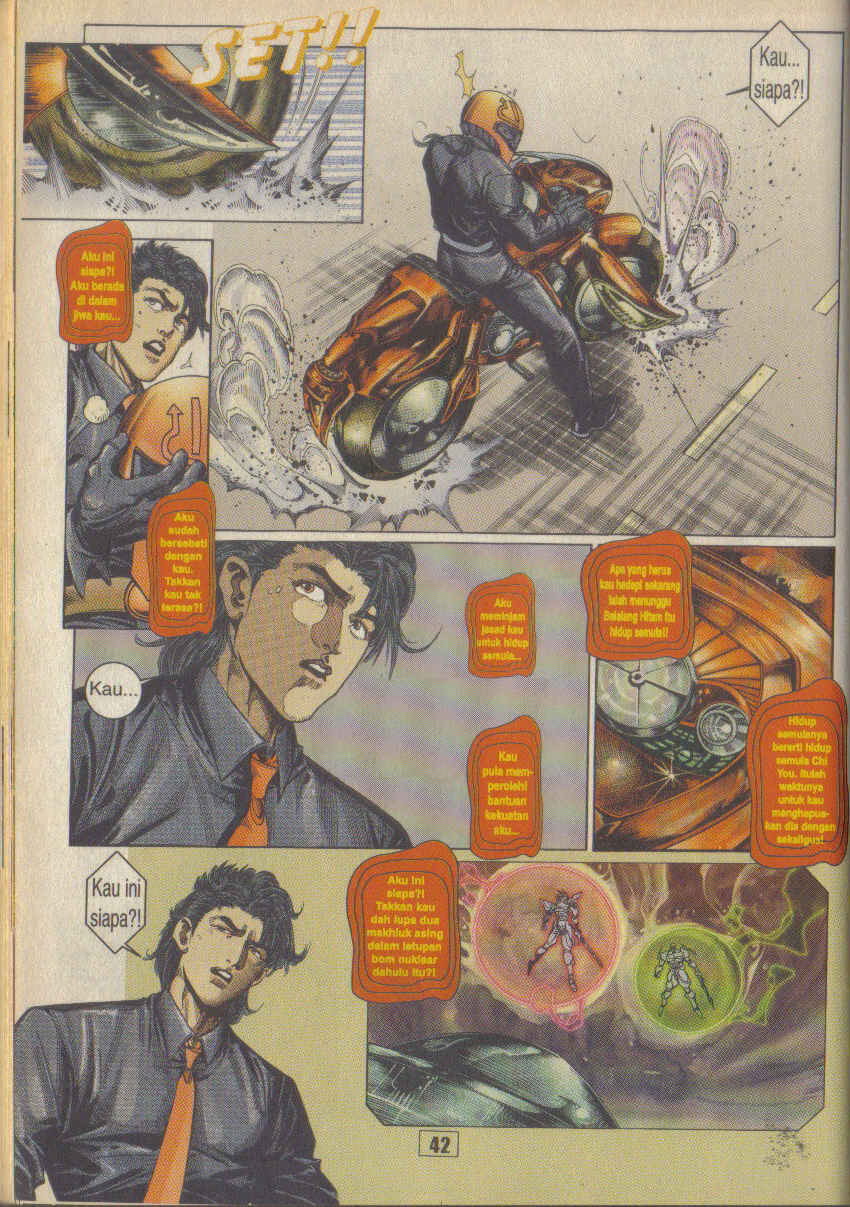 SET!!
Kau...
siapa?!
Aku ini
siapa?!
Aku berada
di dalam
jiwa kau...
Aku
sudah
bersebati
dengan
kau.
Takkan
kau tak
terasa?!
Kau...
Aku
meminjam
jasad kau
untuk hidup
semula...
Kau
pula mem-
perolehi
bantuan
kekuatan
aku...
Apa yang harus
kau hadapi sekarang
ialah menunggu
Belalang Hitam itu
hidup semula!!
Hidup
semulanya
bererti hidup
semula Chi
You. Itulah
waktunya
untuk kau
menghapus-
kan dia dengan
sekaligus!
Kau ini
siapa?!
Aku ini
siapa?!
Takkan kau
dah lupa dua
makhluk asing
dalam letupan
bom nuklear
dahulu itu?!
42